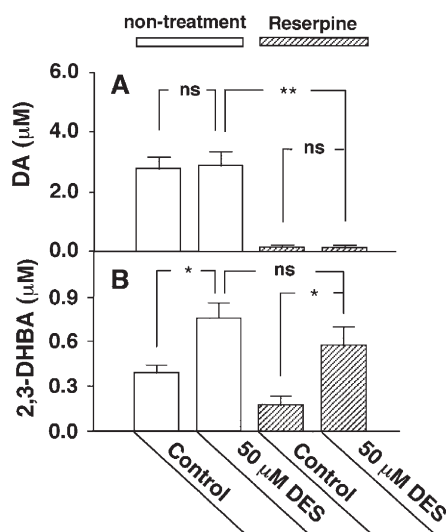 non-treatment Reserpine
A
DA (μM)
6.0
4.0
2.0
0.0
ns
**
ns
B
2,3-DHBA (μM)
0.9
0.6
0.3
0.0
*
ns
*
Control
50 μM DES
Control
50 μM DES